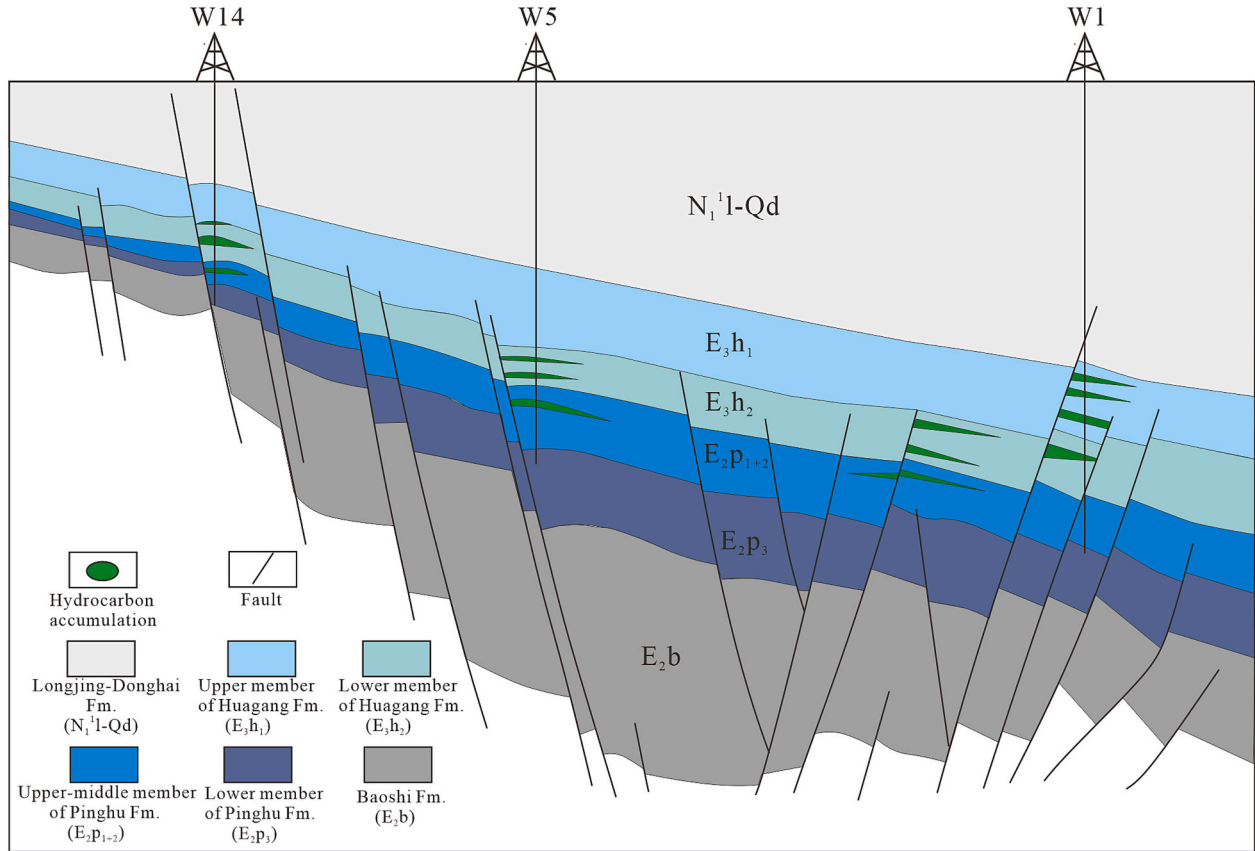 W14
W5
W1
N₁¹l-Qd
E₃h₁
E₃h₂
E₂p₁₊₂
E₂p₃
E₂b
Hydrocarbon
accumulation
Fault
Longjing-Donghai
Fm.
(N₁¹l-Qd)
Upper member
of Huagang Fm.
(E₃h₁)
Lower member
of Huagang Fm.
(E₃h₂)
Upper-middle member
of Pinghu Fm.
(E₂p₁₊₂)
Lower member
of Pinghu Fm.
(E₂p₃)
Baoshi Fm.
(E₂b)